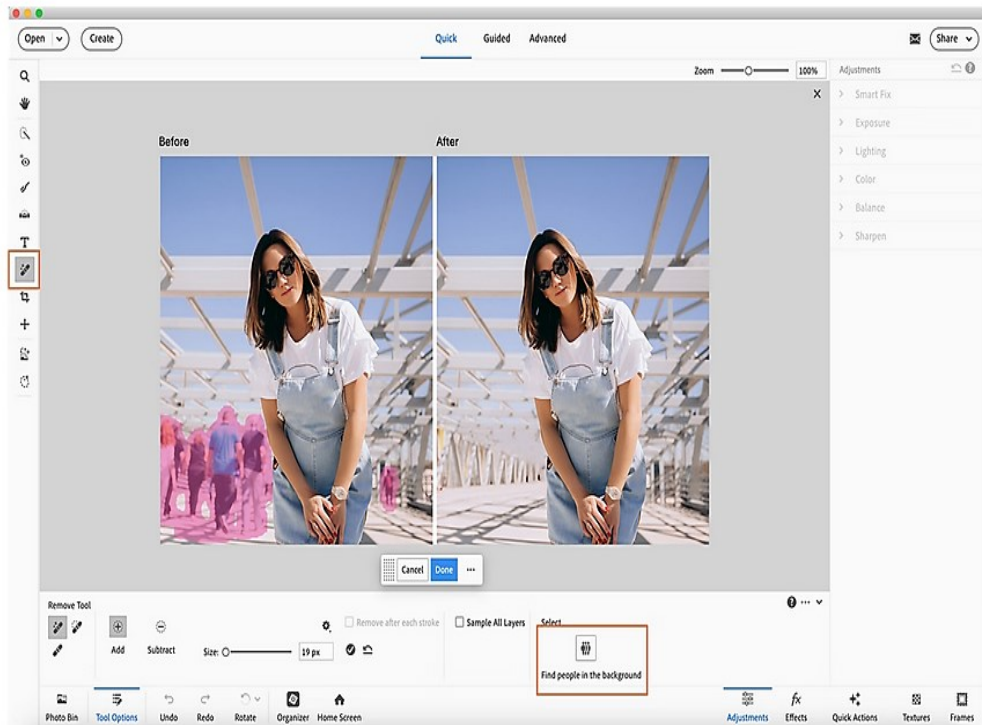 Open
Create
Quick
Guided
Advanced
Share
Zoom
100%
Adjustments
Smart Fix
Exposure
Lighting
Color
Balance
Sharpen
Before
After
T
Cancel
Done
Remove Tool
Add
Subtract
Size:
19 px
Remove after each stroke
Sample All Layers
Select
Find people in the background
Photo Bin
Tool Options
Undo
Redo
Rotate
Organizer
Home Screen
Adjustments
fx
Effects
Quick Actions
Textures
Frames